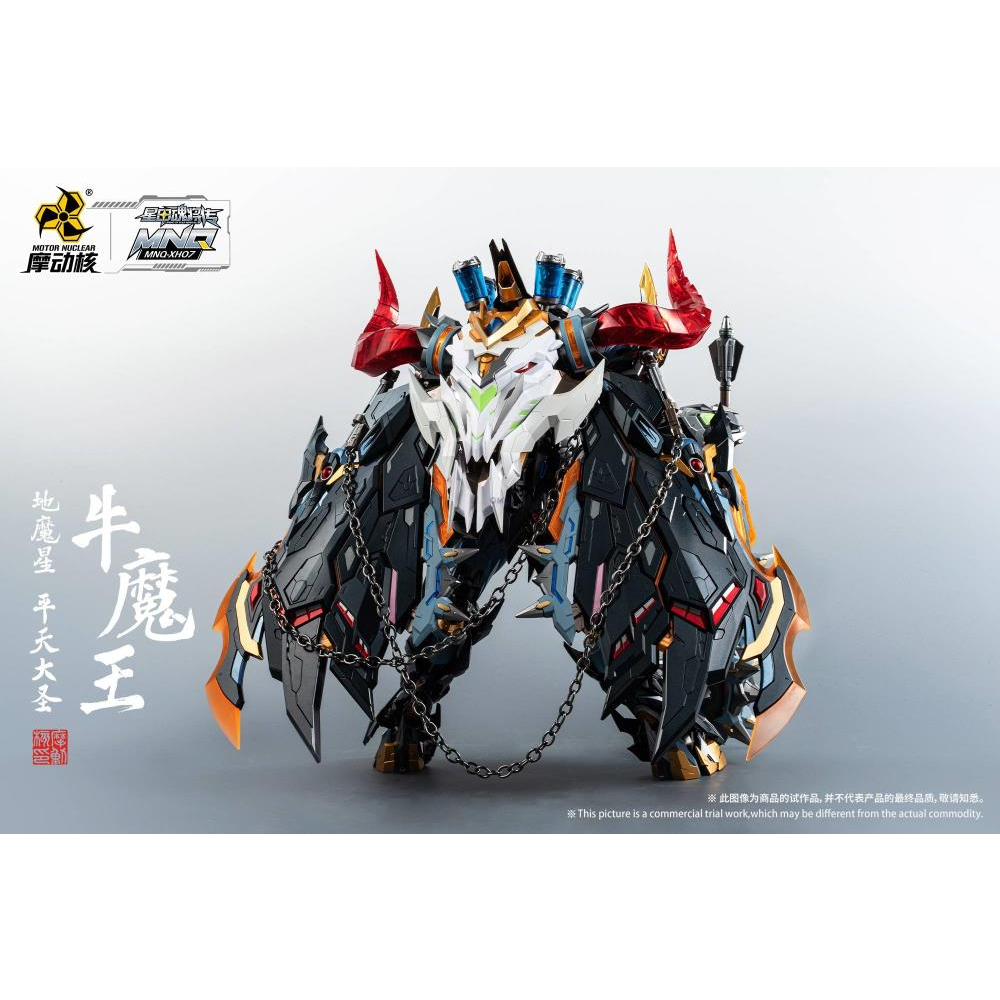 MOTOR NUCLEAR
摩动核
®
星甲魂将传
MNQ
MNQ-XH07
牛魔王
地魔星 平天大圣
※ 此图像为商品的试作品,并不代表产品的最终品质,敬请知悉。
※This picture is a commercial trial work,which may be different from the actual commodity.